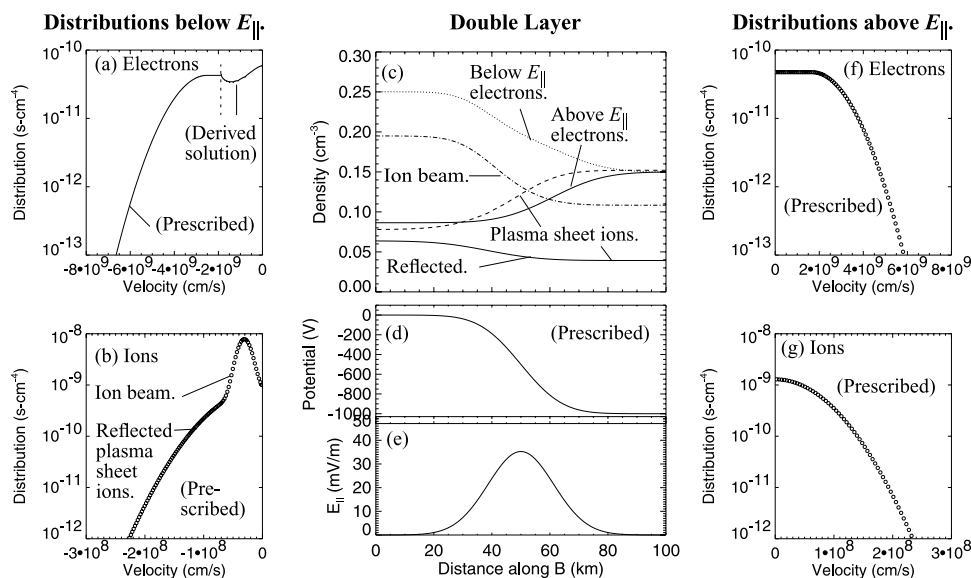 Distributions below E||.
Double Layer
Distributions above E||.
(a) Electrons
(Derived
solution)
(Prescribed)
Distribution (s-cm⁻⁴)
10⁻¹⁰
10⁻¹¹
10⁻¹²
10⁻¹³
-8•10⁹ -6•10⁹ -4•10⁹ -2•10⁹ 0
Velocity (cm/s)
(b) Ions
Ion beam.
Reflected
plasma
sheet
ions.
(Pre-
scribed)
Distribution (s-cm⁻⁴)
10⁻⁸
10⁻⁹
10⁻¹⁰
10⁻¹¹
10⁻¹²
-3•10⁸ -2•10⁸ -1•10⁸ 0
Velocity (cm/s)
(c)
Below E||
electrons.
Above E||
electrons.
Ion beam.
Plasma sheet ions.
Reflected.
Density (cm⁻³)
0.30
0.25
0.20
0.15
0.10
0.05
0.00
(d)
(Prescribed)
Potential (V)
0
-200
-400
-600
-800
-1000
(e)
E|| (mV/m)
50
40
30
20
10
0
0 20 40 60 80 100
Distance along B (km)
(f) Electrons
(Prescribed)
Distribution (s-cm⁻⁴)
10⁻¹⁰
10⁻¹¹
10⁻¹²
10⁻¹³
0 2•10⁹ 4•10⁹ 6•10⁹ 8•10⁹
Velocity (cm/s)
(g) Ions
(Prescribed)
Distribution (s-cm⁻⁴)
10⁻⁸
10⁻⁹
10⁻¹⁰
10⁻¹¹
10⁻¹²
0 1•10⁸ 2•10⁸ 3•10⁸
Velocity (cm/s)